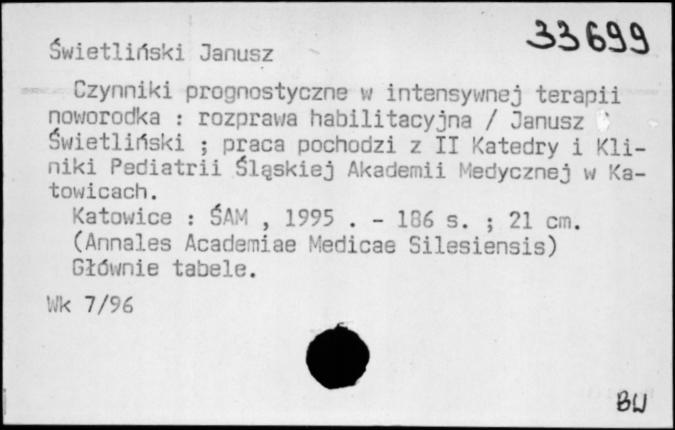 33699
Świetliński Janusz
Czynniki prognostyczne w intensywnej terapii
noworodka : rozprawa habilitacyjna / Janusz
Świetliński ; praca pochodzi z II Katedry i Kli-
niki Pediatrii Śląskiej Akademii Medycznej w Ka-
towicach.
Katowice : ŚAM , 1995 . - 186 s. ; 21 cm.
(Annales Academiae Medicae Silesiensis)
Głównie tabele.
Wk 7/96
BW